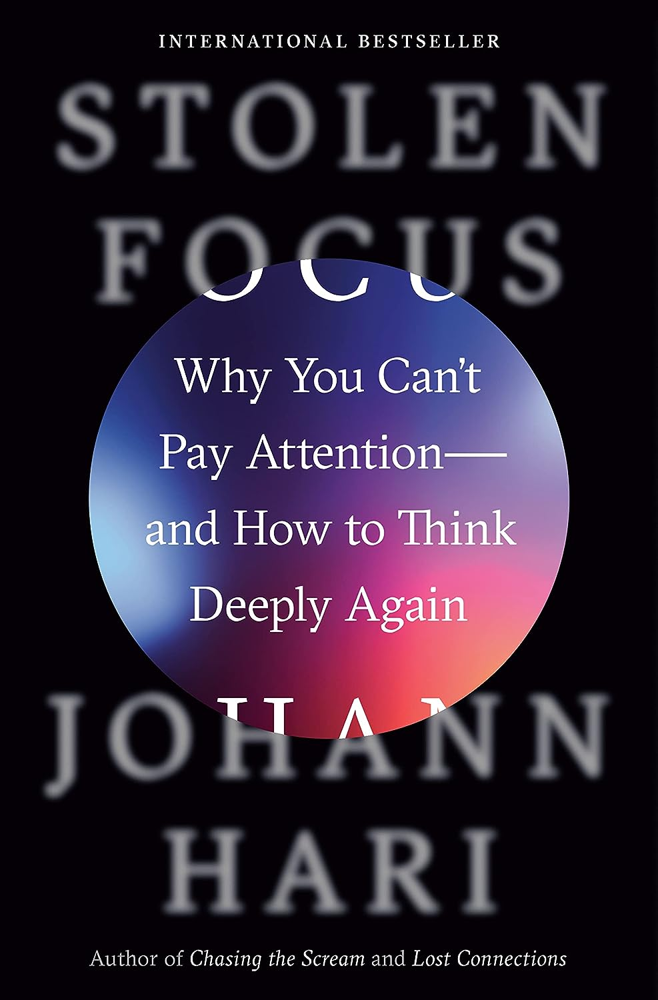 INTERNATIONAL BESTSELLER
STOLEN
FOCUS
Why You Can't
Pay Attention—
and How to Think
Deeply Again
JOHANN
HARI
Author of Chasing the Scream and Lost Connections